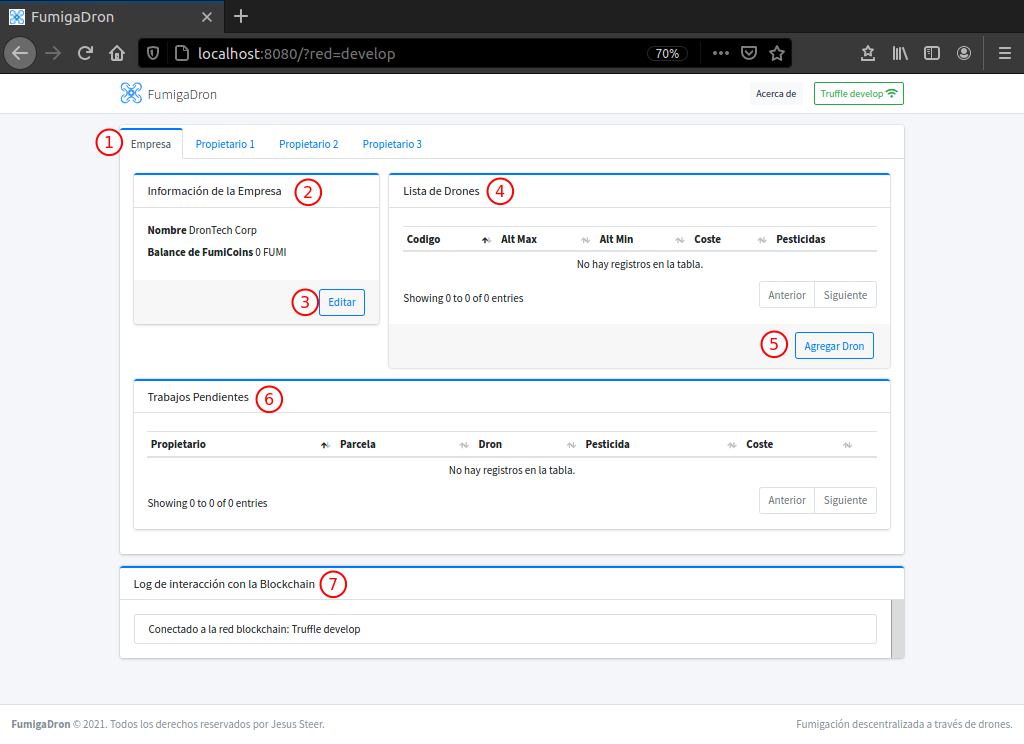 FumigaDron
localhost:8080/?red=develop 70%
FumigaDron Acerca de Truffle develop
1 Empresa Propietario 1 Propietario 2 Propietario 3
Información de la Empresa 2
Nombre DronTech Corp
Balance de FumiCoins 0 FUMI
3 Editar
Lista de Drones 4
Codigo Alt Max Alt Min Coste Pesticidas
No hay registros en la tabla.
Showing 0 to 0 of 0 entries Anterior Siguiente
5 Agregar Dron
Trabajos Pendientes 6
Propietario Parcela Dron Pesticida Coste
No hay registros en la tabla.
Showing 0 to 0 of 0 entries Anterior Siguiente
Log de interacción con la Blockchain 7
Conectado a la red blockchain: Truffle develop
FumigaDron © 2021. Todos los derechos reservados por Jesus Steer. Fumigación descentralizada a través de drones.